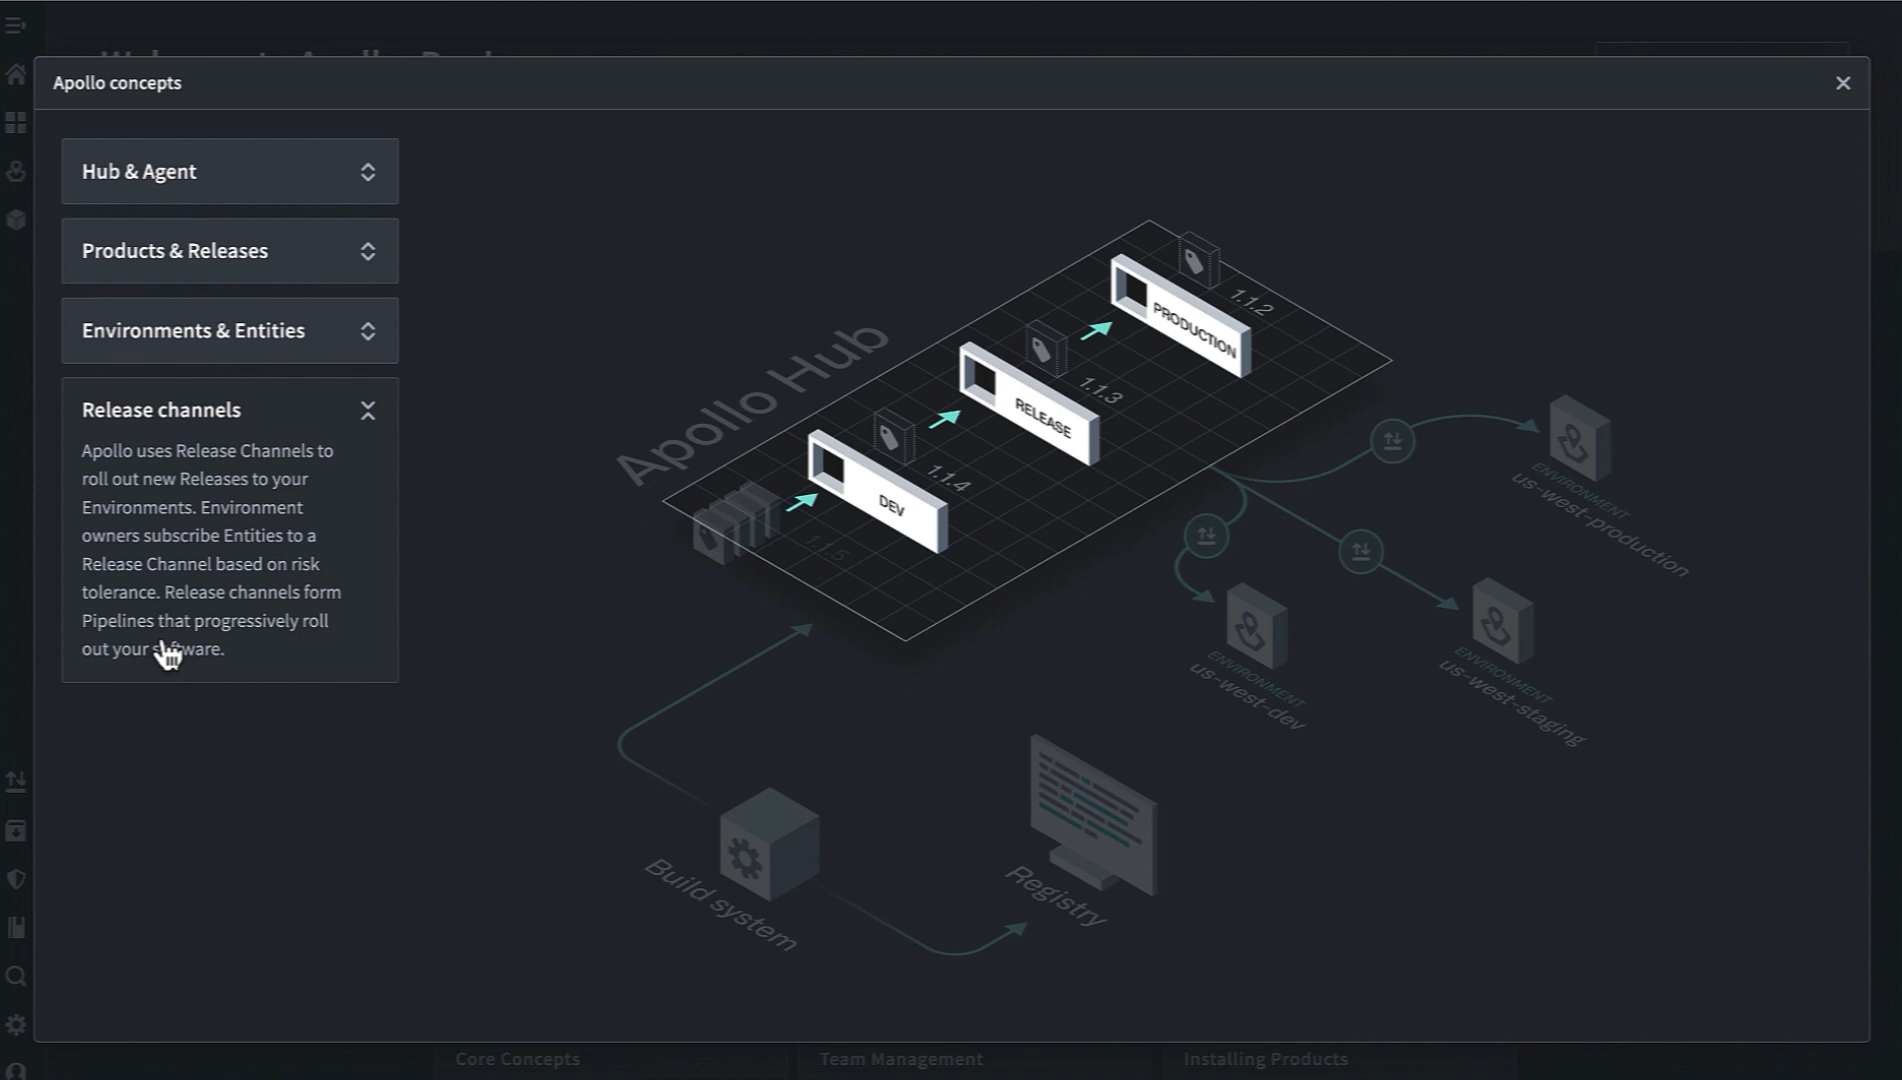 Apollo concepts
Hub & Agent
Products & Releases
Environments & Entities
Release channels
Apollo uses Release Channels to
roll out new Releases to your
Environments. Environment
owners subscribe Entities to a
Release Channel based on risk
tolerance. Release channels form
Pipelines that progressively roll
out your software.
Apollo Hub
PRODUCTION
1.1.2
RELEASE
1.1.3
DEV
1.1.4
1.1.5
ENVIRONMENT
us-west-production
ENVIRONMENT
us-west-dev
ENVIRONMENT
us-west-staging
Build system
Registry
Core Concepts
Team Management
Installing Products